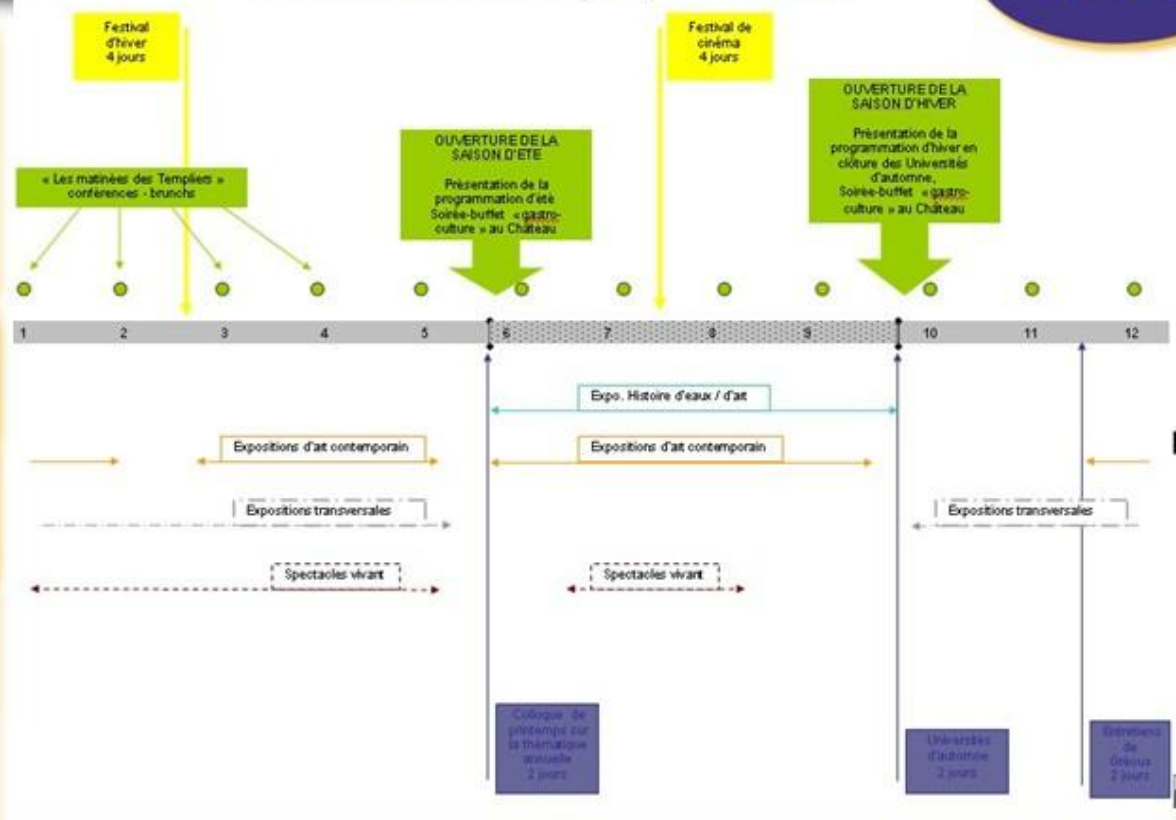 Festival
d'hiver
4 jours
Festival de
cinéma
4 jours
OUVERTURE DE LA
SAISON D'HIVER
Présentation de la
programmation d'hiver en
clôture des Universités
d'automne,
Soirée-buffet « gastro-
culture » au Château
OUVERTURE DE LA
SAISON D'ETE
Présentation de la
programmation d'été
Soirée-buffet « gastro-
culture » au Château
« Les matinées des Templiers »
conférences - brunchs
1 2 3 4 5 6 7 8 9 10 11 12
Expo. Histoire d'eaux / d'art
Expositions d'art contemporain
Expositions d'art contemporain
Expositions transversales
Expositions transversales
Spectacles vivant
Spectacles vivant
Colloque de
printemps sur
la thématique
annuelle
2 jours
Universités
d'automne
2 jours
Entretiens
de
Gréoux
2 jours